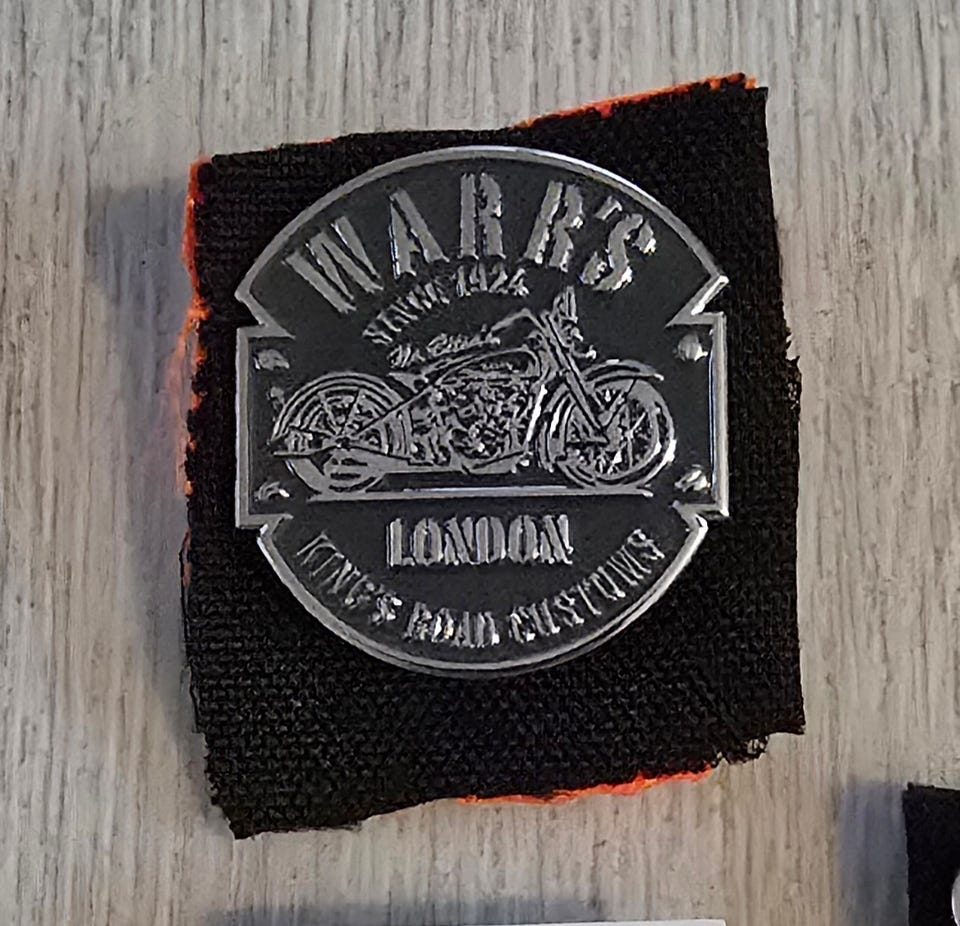 WARR'S
SINCE 1924
LONDON
KING'S ROAD CUSTOMS